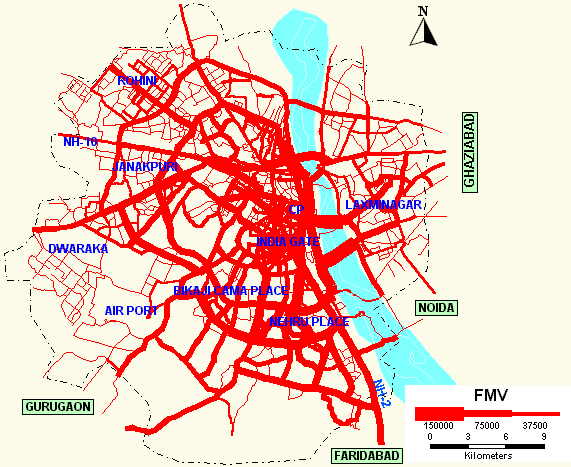 N
ROHINI
NH-10
JANAKPURI
GHAZIABAD
CP
LAXMINAGAR
INDIA GATE
DWARAKA
BIKAJI CAMA PLACE
AIR PORT
NEHRU PLACE
NOIDA
NH-2
GURUGAON
FARIDABAD
FMV
150000 75000 37500
0 3 6 9
Kilometers